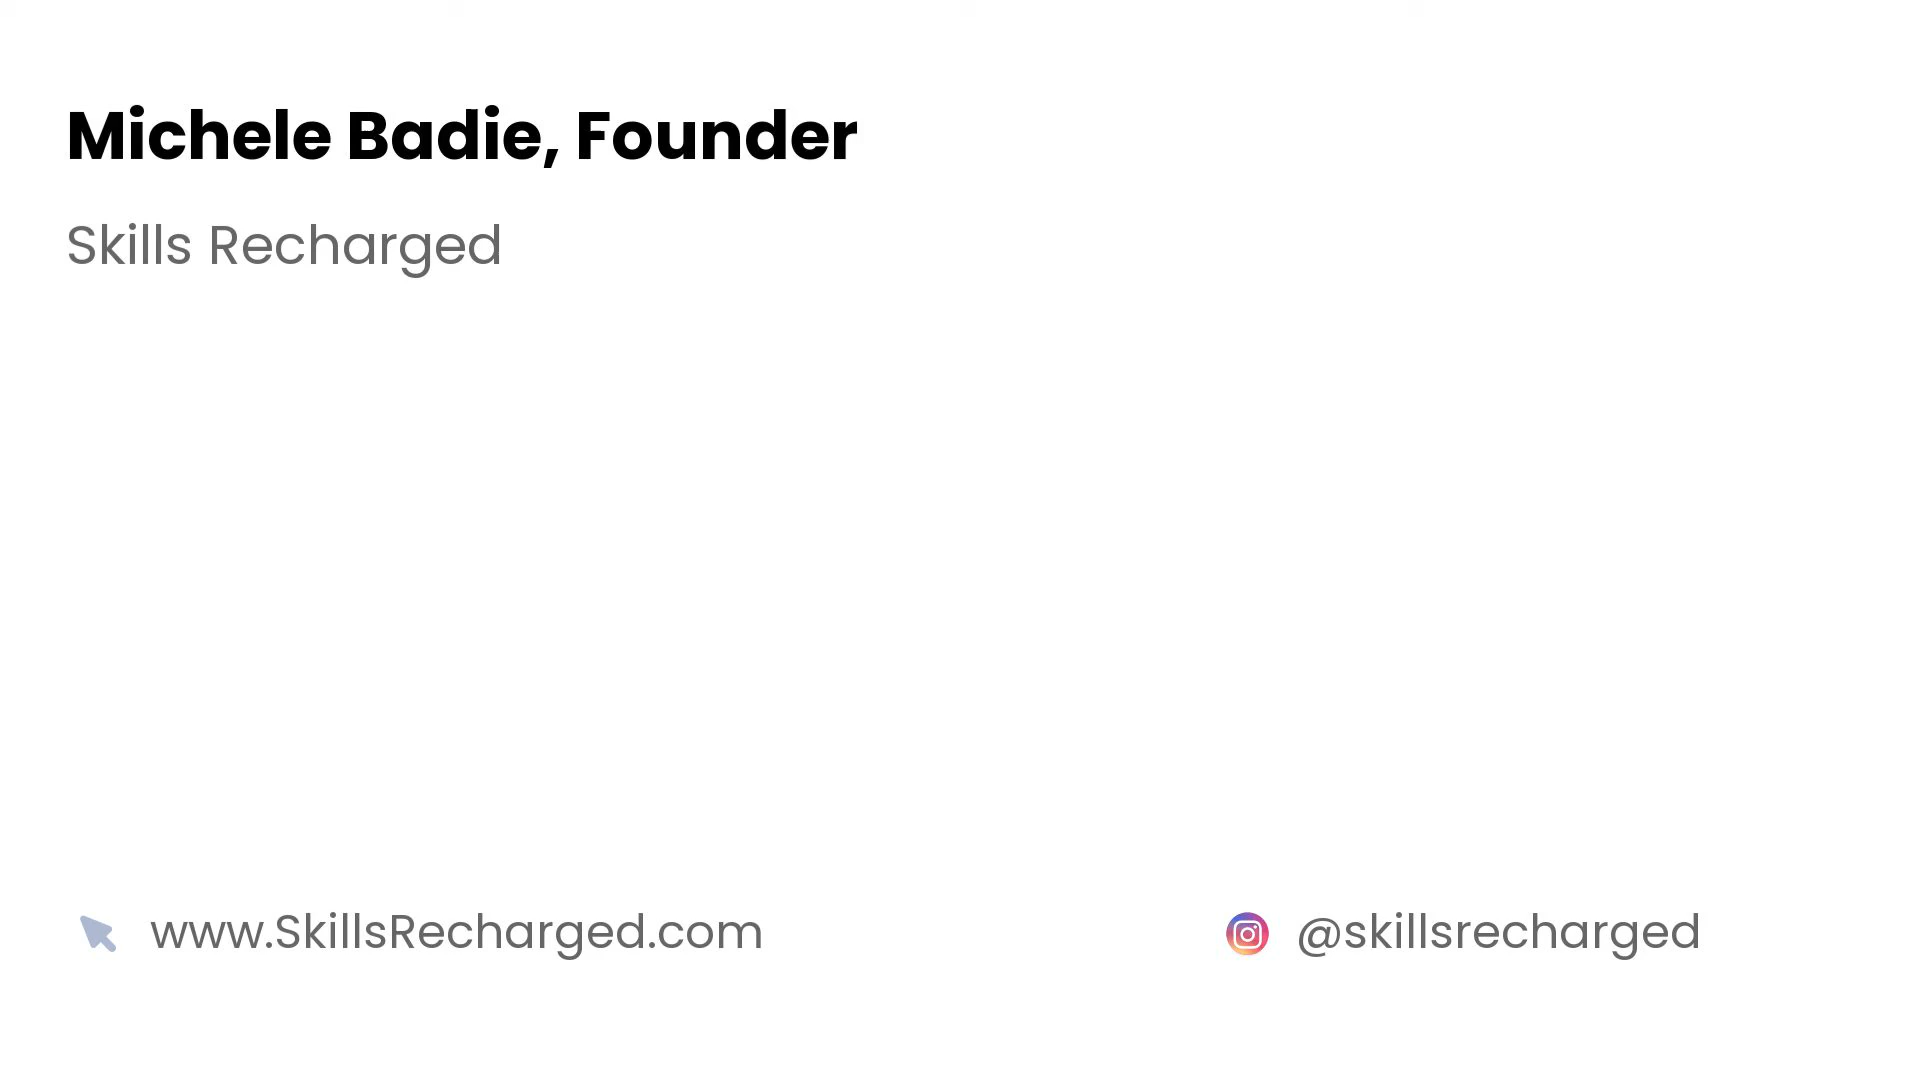 Michele Badie, Founder
Skills Recharged
www.SkillsRecharged.com
@skillsrecharged